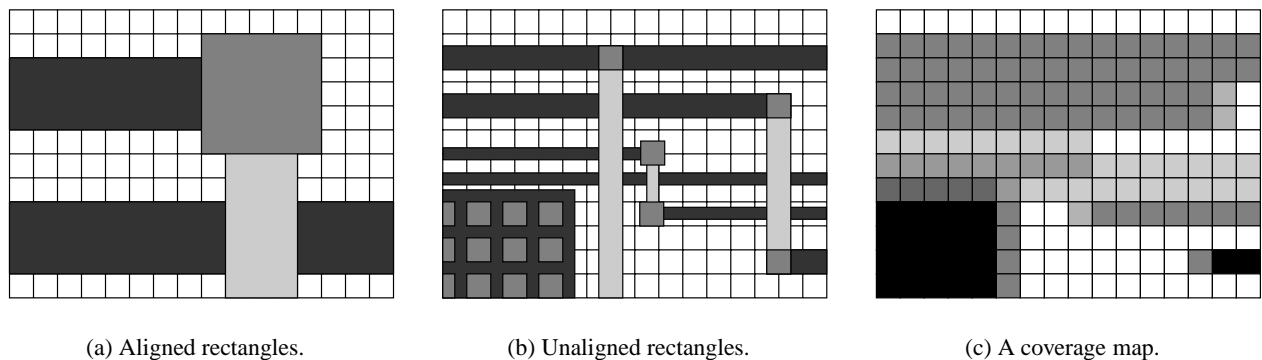 (a) Aligned rectangles.
(b) Unaligned rectangles.
(c) A coverage map.